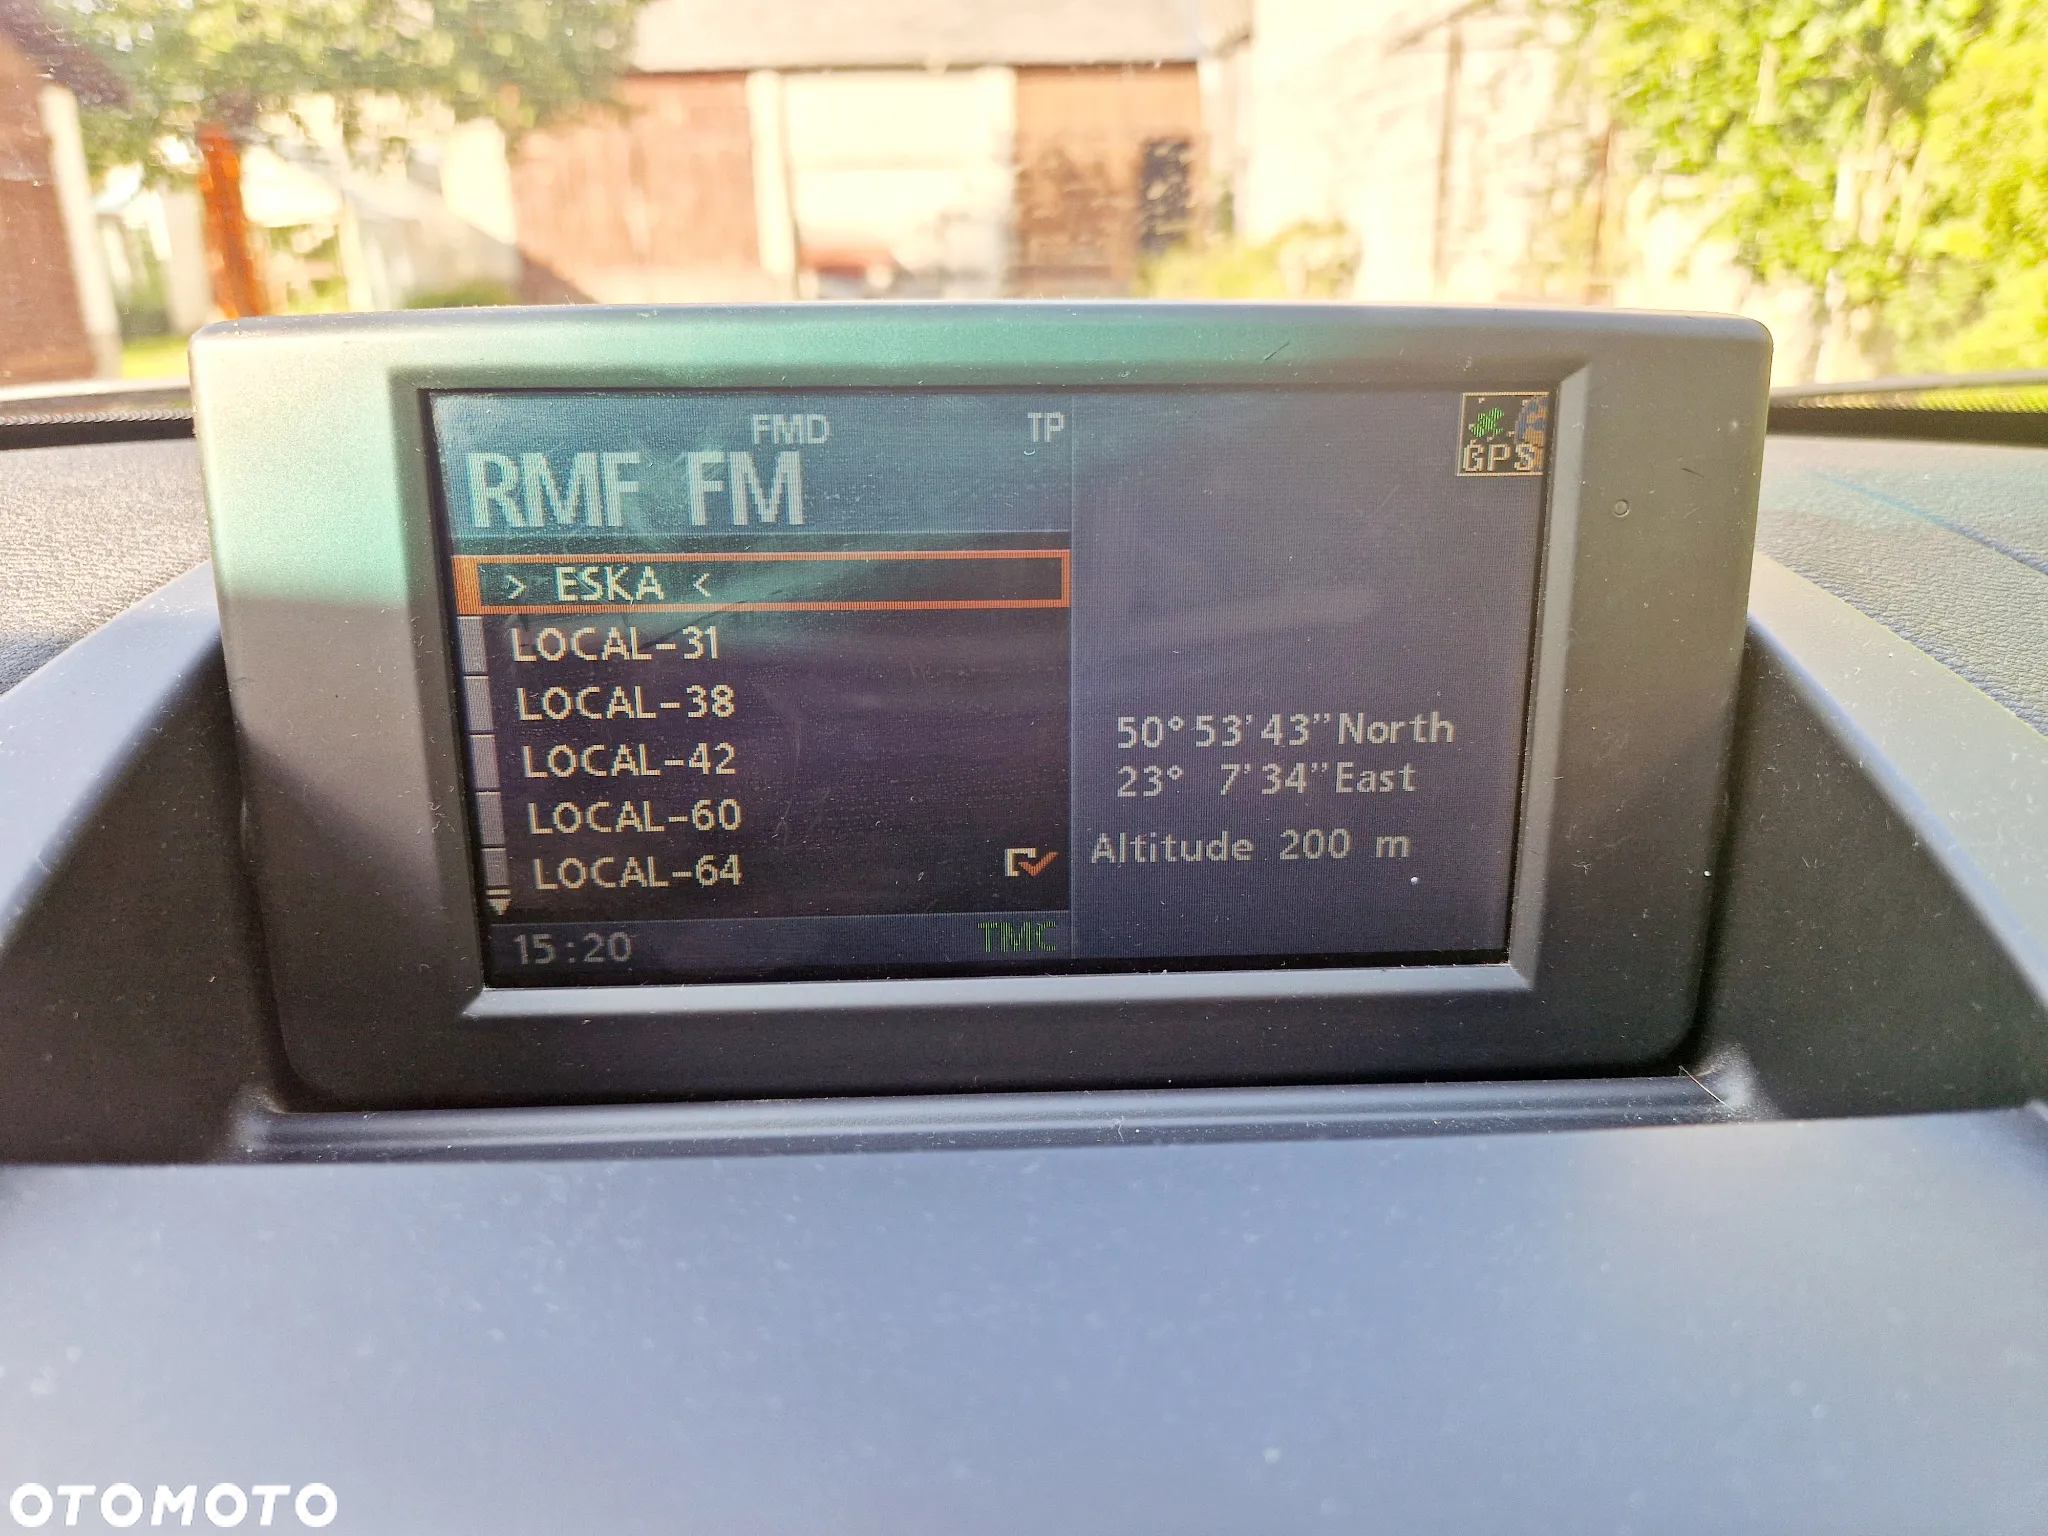 FMD TP
RMF FM
> ESKA <
LOCAL-31
LOCAL-38
LOCAL-42
LOCAL-60
LOCAL-64
15:20 TMC
GPS
50°53'43"North
23° 7'34"East
Altitude 200 m
OTOMOTO